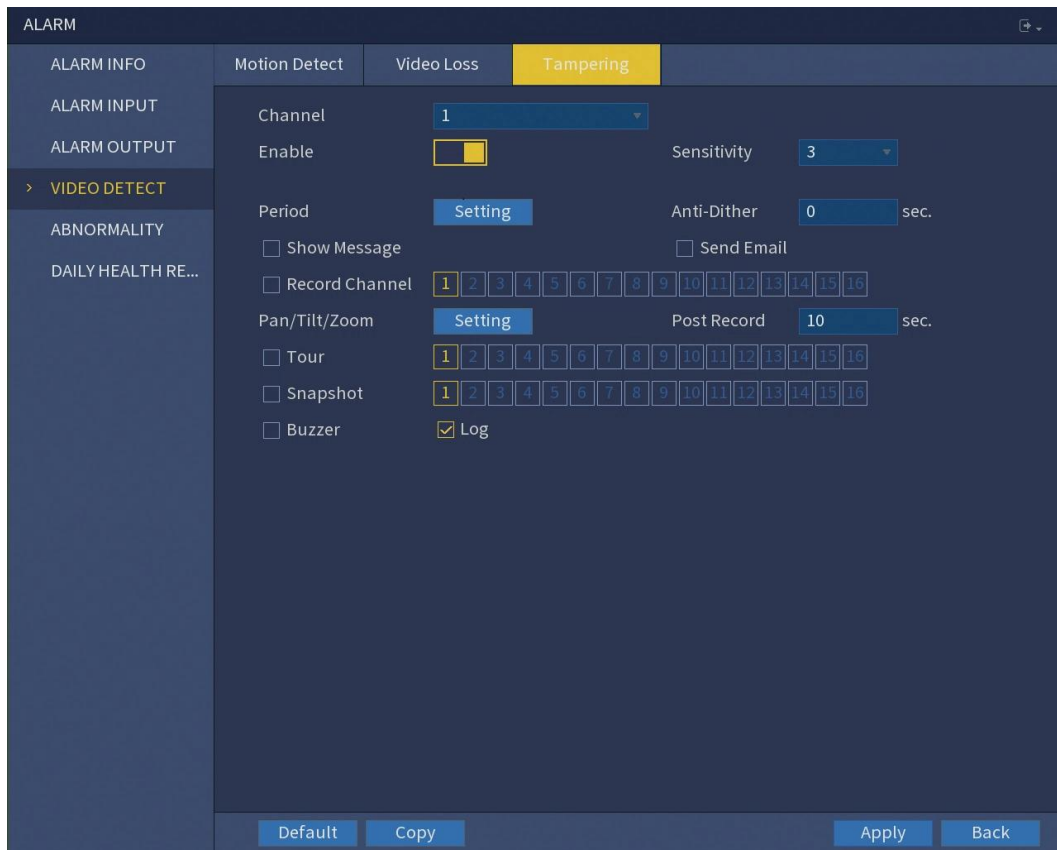 ALARM
ALARM INFO
ALARM INPUT
ALARM OUTPUT
> VIDEO DETECT
ABNORMALITY
DAILY HEALTH RE...
Motion Detect Video Loss Tampering
Channel 1
Enable Sensitivity 3
Period Setting Anti-Dither 0 sec.
Show Message Send Email
Record Channel 1 2 3 4 5 6 7 8 9 10 11 12 13 14 15 16
Pan/Tilt/Zoom Setting Post Record 10 sec.
Tour 1 2 3 4 5 6 7 8 9 10 11 12 13 14 15 16
Snapshot 1 2 3 4 5 6 7 8 9 10 11 12 13 14 15 16
Buzzer Log
Default Copy Apply Back